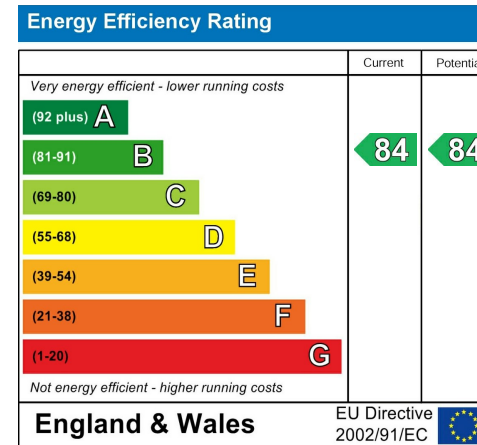 Energy Efficiency Rating
Current Potentia
Very energy efficient - lower running costs
(92 plus) A
(81-91) B
84 84
(69-80) C
(55-68) D
(39-54) E
(21-38) F
(1-20) G
Not energy efficient - higher running costs
England & Wales
EU Directive
2002/91/EC